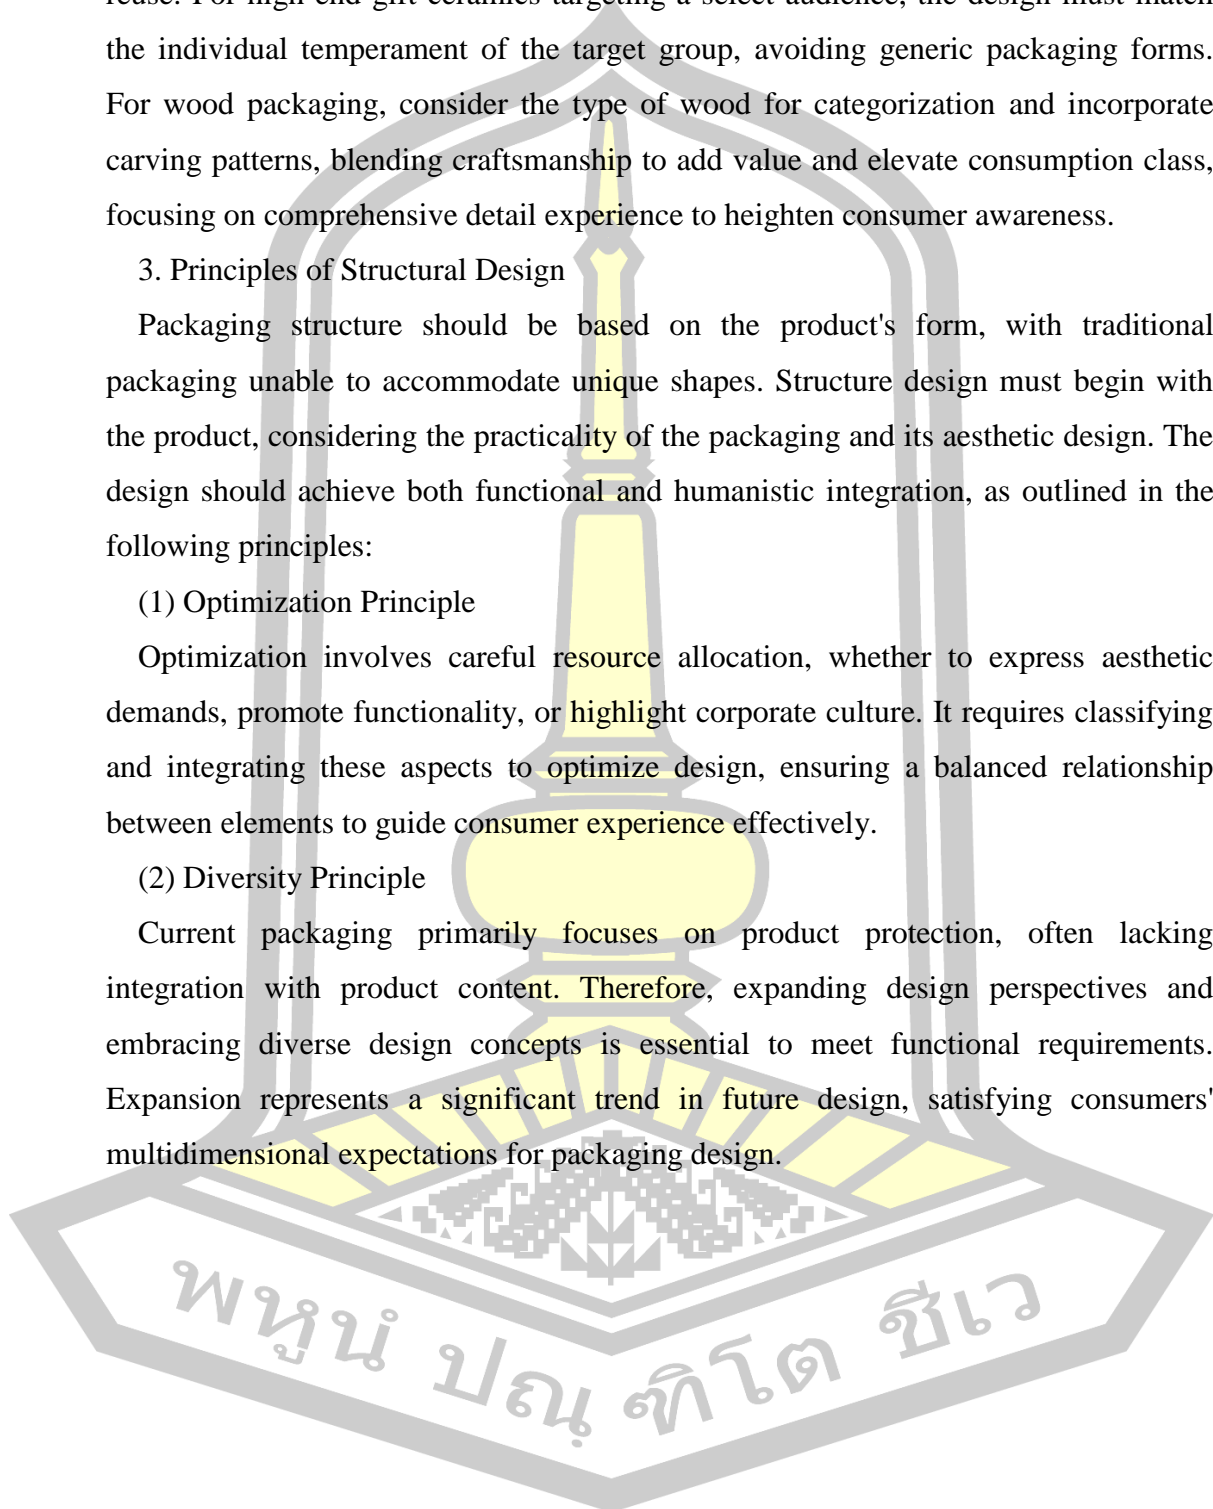 reuse. For high-end gift ceramics targeting a select audience, the design must match
the individual temperament of the target group, avoiding generic packaging forms.
For wood packaging, consider the type of wood for categorization and incorporate
carving patterns, blending craftsmanship to add value and elevate consumption class,
focusing on comprehensive detail experience to heighten consumer awareness.
3. Principles of Structural Design
Packaging structure should be based on the product's form, with traditional
packaging unable to accommodate unique shapes. Structure design must begin with
the product, considering the practicality of the packaging and its aesthetic design. The
design should achieve both functional and humanistic integration, as outlined in the
following principles:
(1) Optimization Principle
Optimization involves careful resource allocation, whether to express aesthetic
demands, promote functionality, or highlight corporate culture. It requires classifying
and integrating these aspects to optimize design, ensuring a balanced relationship
between elements to guide consumer experience effectively.
(2) Diversity Principle
Current packaging primarily focuses on product protection, often lacking
integration with product content. Therefore, expanding design perspectives and
embracing diverse design concepts is essential to meet functional requirements.
Expansion represents a significant trend in future design, satisfying consumers'
multidimensional expectations for packaging design.
พหูนํ ปณฺฑิโต ชีเว